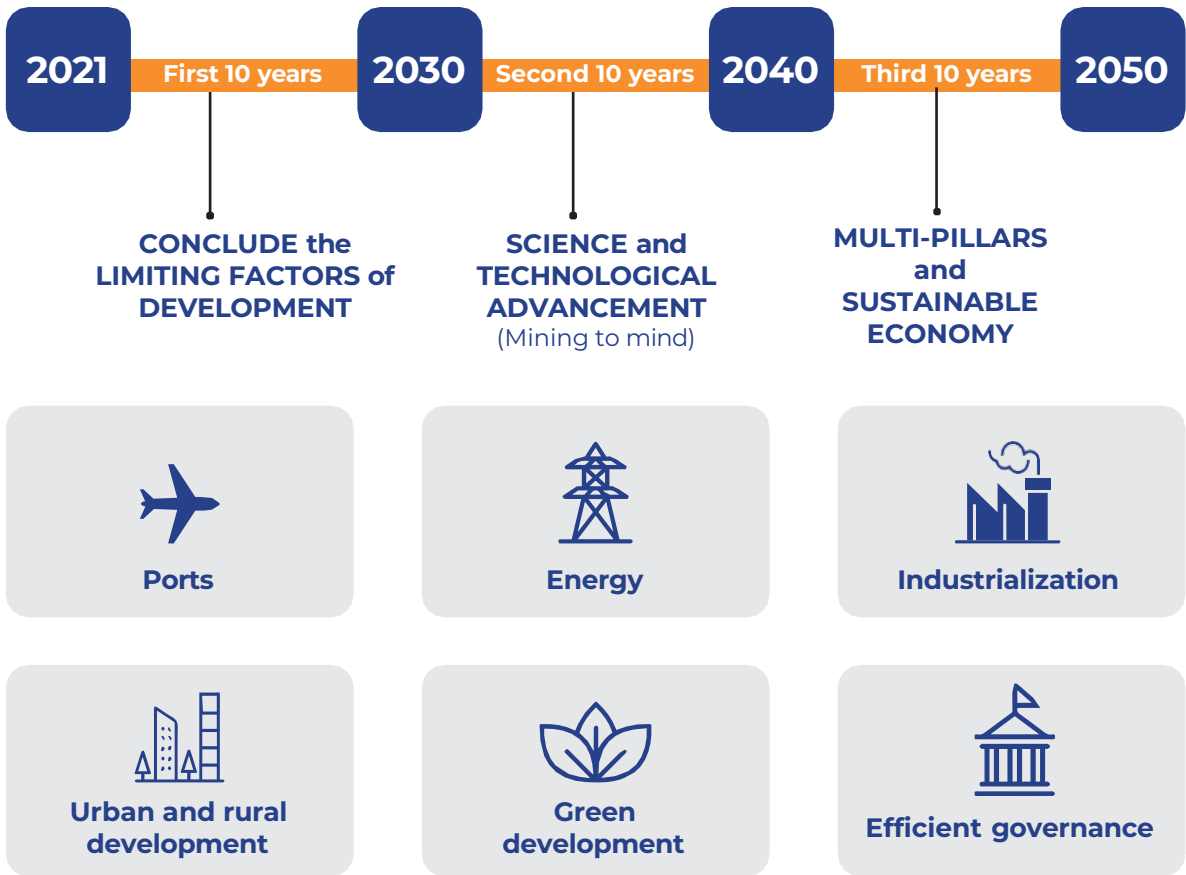 2021
First 10 years
2030
Second 10 years
2040
Third 10 years
2050
CONCLUDE the
LIMITING FACTORS of
DEVELOPMENT
SCIENCE and
TECHNOLOGICAL
ADVANCEMENT
(Mining to mind)
MULTI-PILLARS
and
SUSTAINABLE
ECONOMY
Ports
Energy
Industrialization
Urban and rural
development
Green
development
Efficient governance